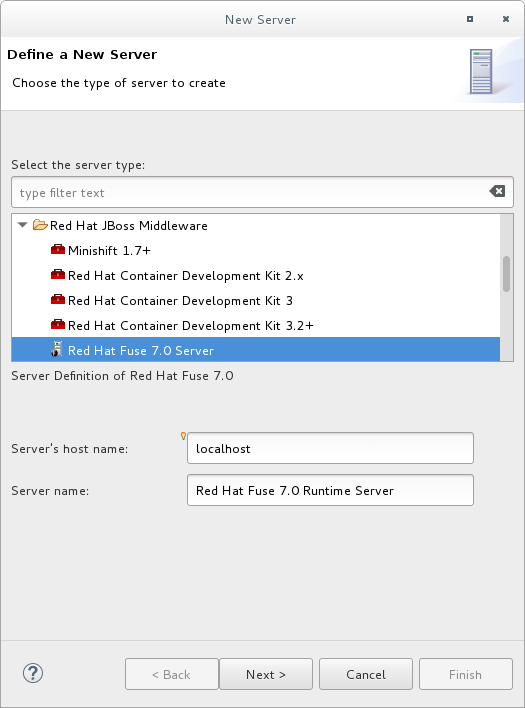 New Server
Define a New Server
Choose the type of server to create
Select the server type:
type filter text
Red Hat JBoss Middleware
Minishift 1.7+
Red Hat Container Development Kit 2.x
Red Hat Container Development Kit 3
Red Hat Container Development Kit 3.2+
Red Hat Fuse 7.0 Server
Server Definition of Red Hat Fuse 7.0
Server's host name:
localhost
Server name:
Red Hat Fuse 7.0 Runtime Server
?
< Back
Next >
Cancel
Finish